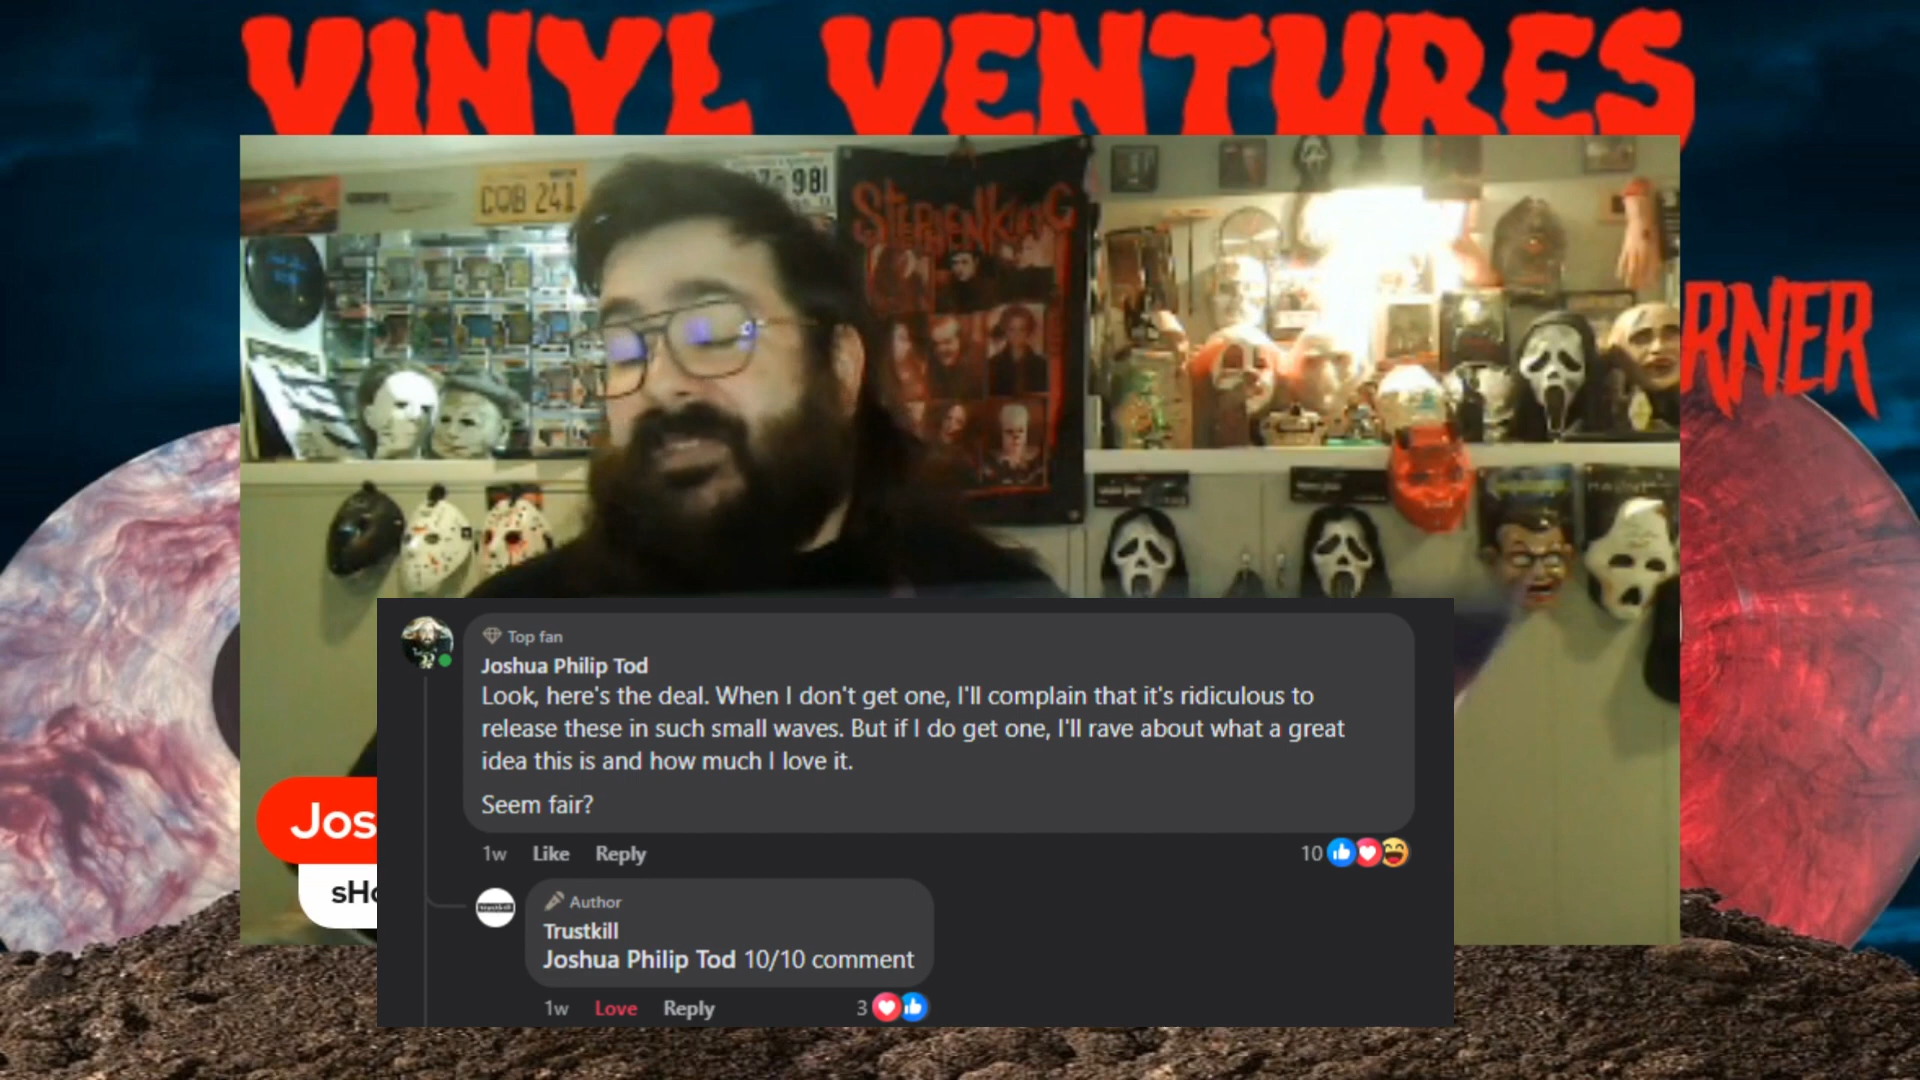 VINYL VENTURES
RNER
CQB 241
981
STEPHEN KING
Top fan
Joshua Philip Tod
Look, here's the deal. When I don't get one, I'll complain that it's ridiculous to
release these in such small waves. But if I do get one, I'll rave about what a great
idea this is and how much I love it.
Seem fair?
1w Like Reply 10
Author
Trustkill
Joshua Philip Tod 10/10 comment
1w Love Reply 3
Jos
sHo